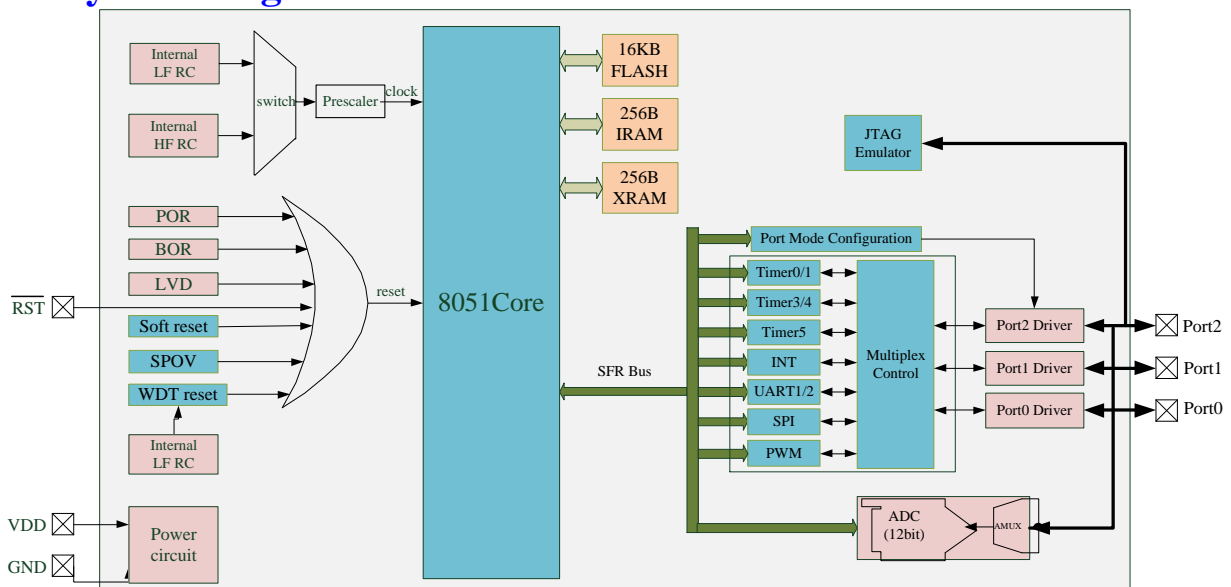 Internal
LF RC
Internal
HF RC
switch
Prescaler
clock
16KB
FLASH
256B
IRAM
256B
XRAM
JTAG
Emulator
POR
BOR
LVD
RST
Soft reset
SPOV
WDT reset
Internal
LF RC
reset
8051Core
SFR Bus
Port Mode Configuration
Timer0/1
Timer3/4
Timer5
INT
UART1/2
SPI
PWM
Multiplex
Control
Port2 Driver
Port1 Driver
Port0 Driver
Port2
Port1
Port0
VDD
GND
Power
circuit
ADC
(12bit)
AMUX